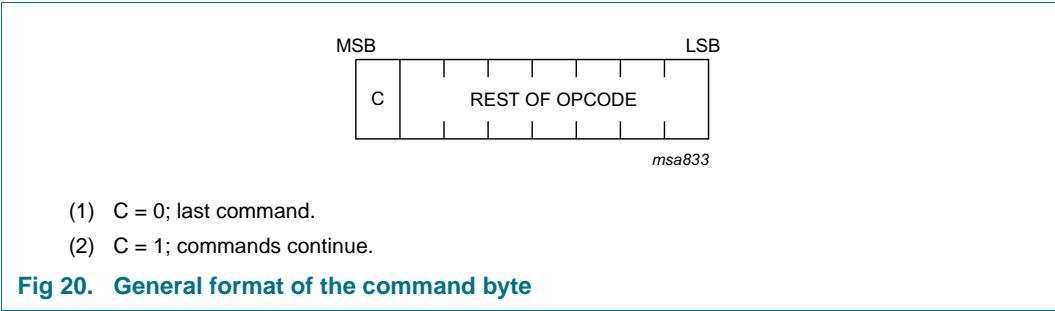 MSB LSB
C REST OF OPCODE
msa833
(1) C = 0; last command.
(2) C = 1; commands continue.
Fig 20. General format of the command byte